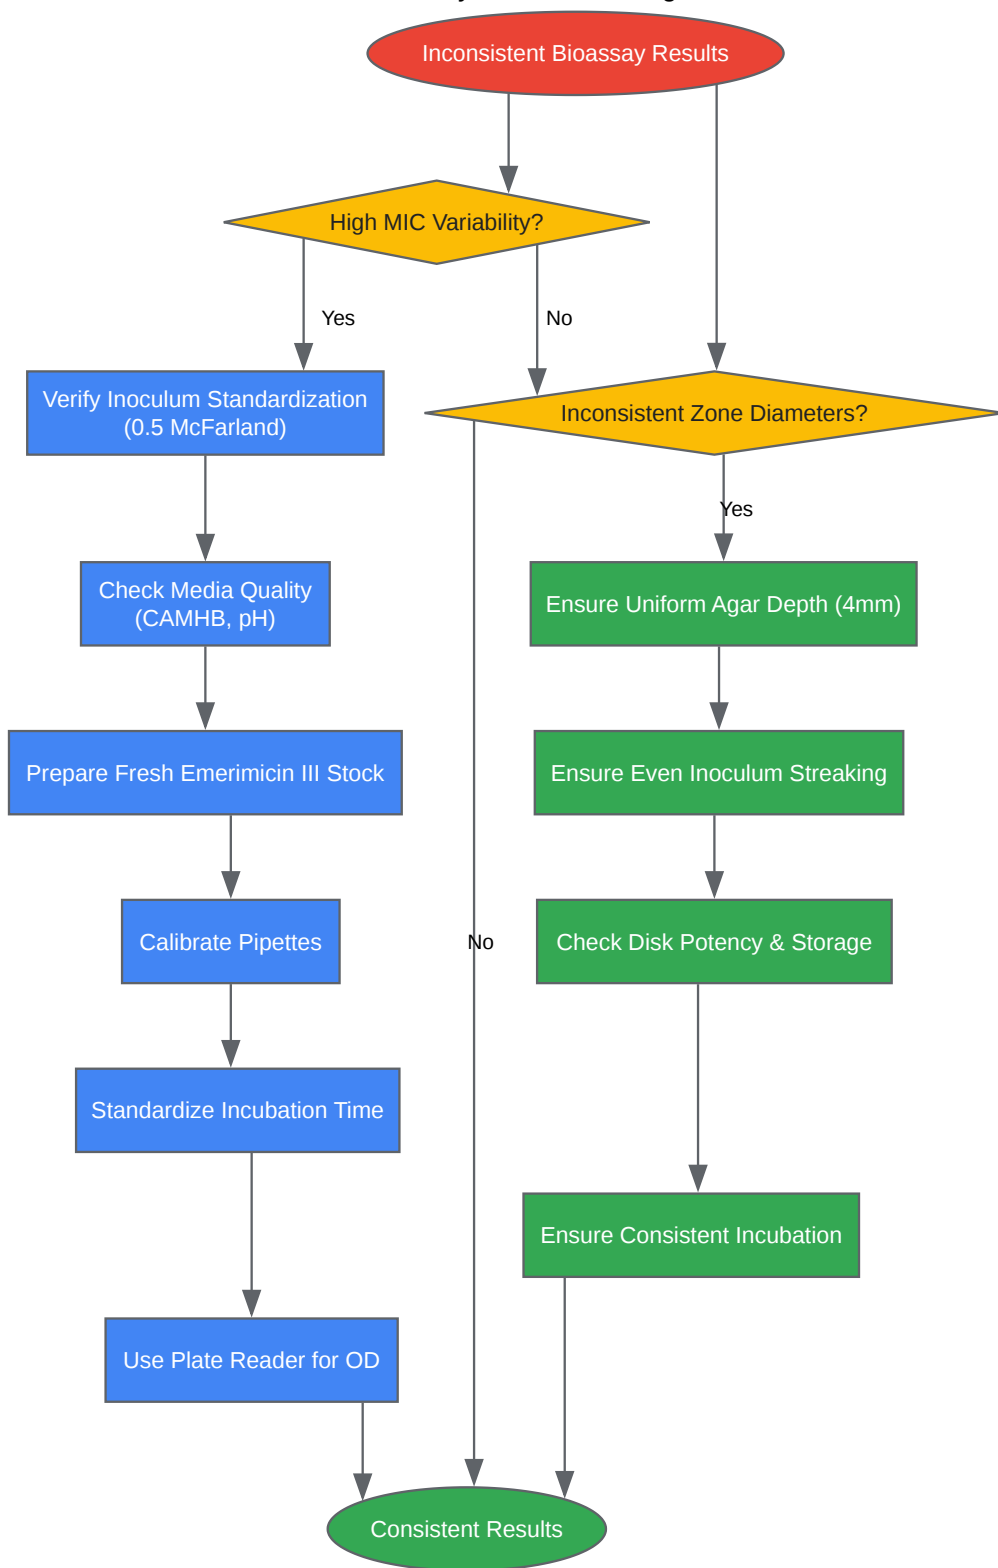 Inconsistent Bioassay Results
High MIC Variability?
Yes
No
Verify Inoculum Standardization
(0.5 McFarland)
Inconsistent Zone Diameters?
Yes
Check Media Quality
(CAMHB, pH)
Ensure Uniform Agar Depth (4mm)
Prepare Fresh Emerimicin III Stock
Ensure Even Inoculum Streaking
Calibrate Pipettes
No
Check Disk Potency & Storage
Standardize Incubation Time
Ensure Consistent Incubation
Use Plate Reader for OD
Consistent Results